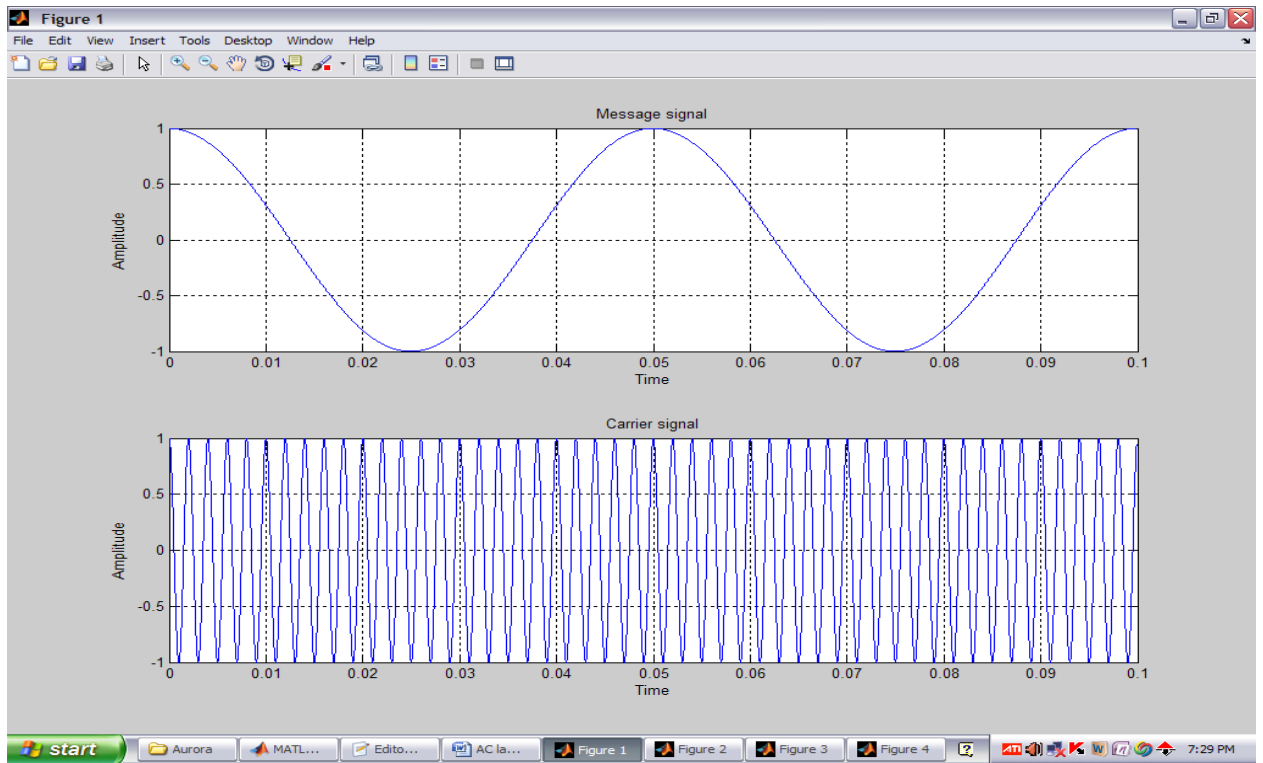 Figure 1
File Edit View Insert Tools Desktop Window Help
Message signal
Amplitude
1
0.5
0
-0.5
-1
0 0.01 0.02 0.03 0.04 0.05 0.06 0.07 0.08 0.09 0.1
Time
Carrier signal
Amplitude
1
0.5
0
-0.5
-1
0 0.01 0.02 0.03 0.04 0.05 0.06 0.07 0.08 0.09 0.1
Time
start Aurora MATL... Edito... AC la... Figure 1 Figure 2 Figure 3 Figure 4 ? ATI K W 7:29 PM